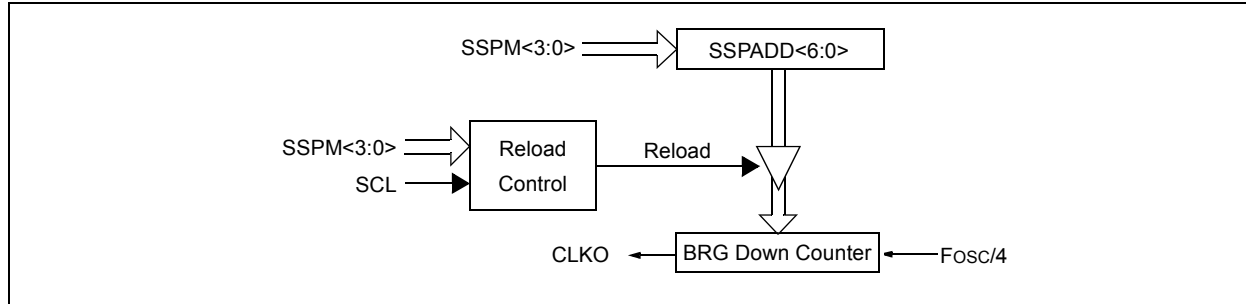 SSPM<3:0>
SSPADD<6:0>
SSPM<3:0>
SCL
Reload
Control
Reload
CLKO
BRG Down Counter
FOSC/4